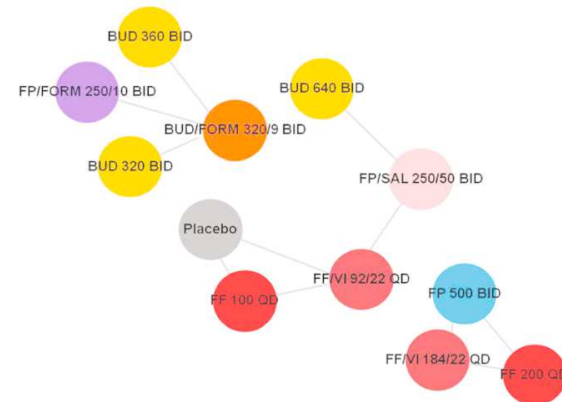 BUD 360 BID
BUD 640 BID
FP/FORM 250/10 BID
BUD/FORM 320/9 BID
BUD 320 BID
FP/SAL 250/50 BID
Placebo
FF/VI 92/22 QD
FP 500 BID
FF 100 QD
FF/VI 184/22 QD
FF 200 QD